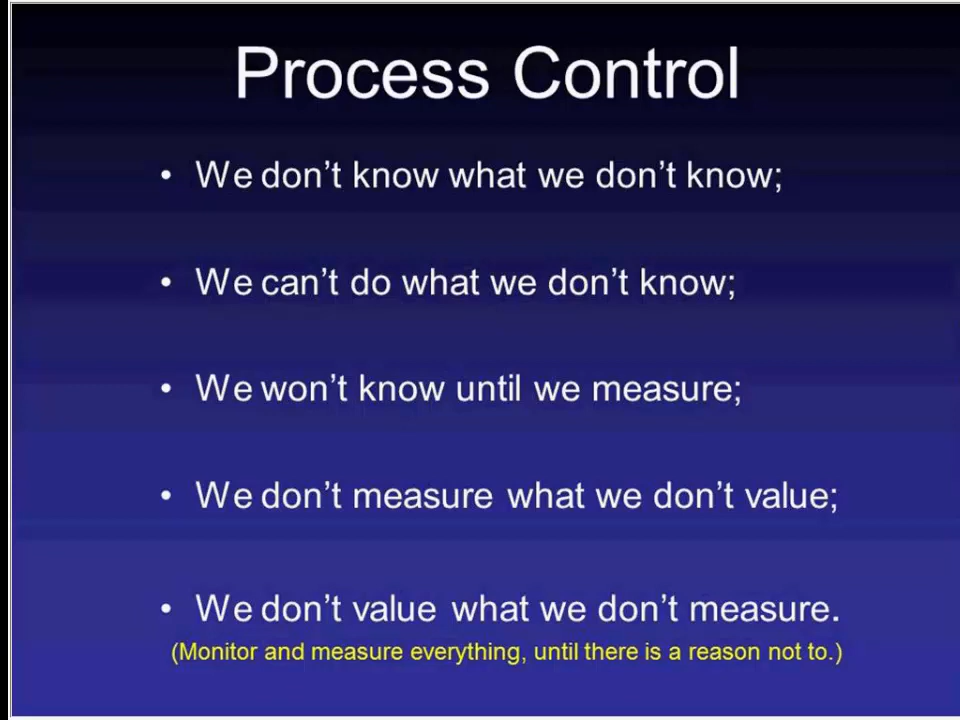 Process Control
• We don’t know what we don’t know;
• We can’t do what we don’t know;
• We won’t know until we measure;
• We don’t measure what we don’t value;
• We don’t value what we don’t measure.
(Monitor and measure everything, until there is a reason not to.)